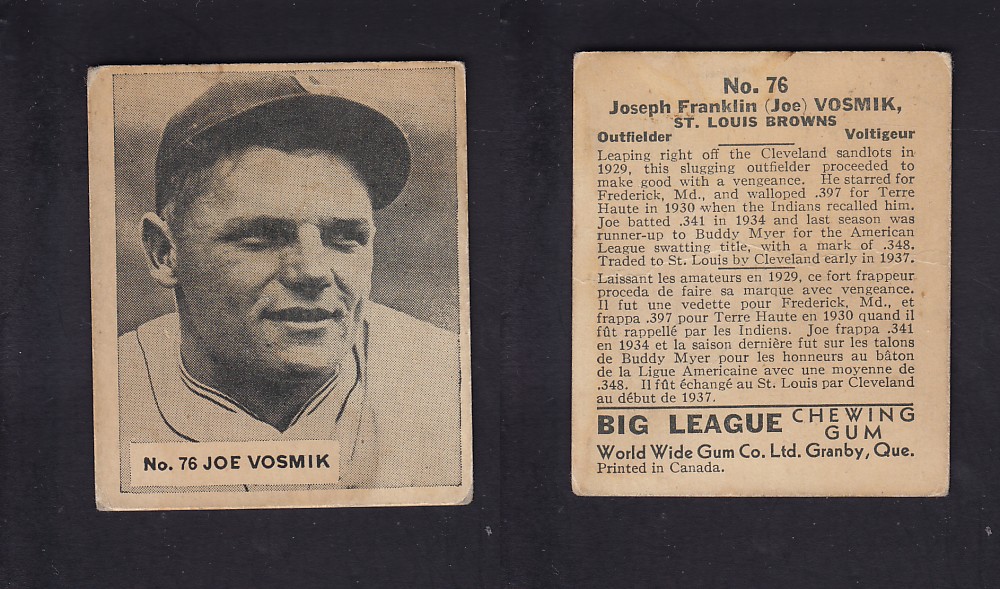 No. 76 JOE VOSMIK
No. 76
Joseph Franklin (Joe) VOSMIK,
ST. LOUIS BROWNS
Outfielder Voltigeur
Leaping right off the Cleveland sandlots in
1929, this slugging outfielder proceeded to
make good with a vengeance. He starred for
Frederick, Md., and walloped .397 for Terre
Haute in 1930 when the Indians recalled him.
Joe batted .341 in 1934 and last season was
runner-up to Buddy Myer for the American
League swatting title, with a mark of .348.
Traded to St. Louis by Cleveland early in 1937.
Laissant les amateurs en 1929, ce fort frappeur
proceda de faire sa marque avec vengeance.
Il fut une vedette pour Frederick, Md., et
frappa .397 pour Terre Haute en 1930 quand il
fût rappellé par les Indiens. Joe frappa .341
en 1934 et la saison dernière fut sur les talons
de Buddy Myer pour les honneurs au bâton
de la Ligue Americaine avec une moyenne de
.348. Il fût échangé au St. Louis par Cleveland
au début de 1937.
BIG LEAGUE CHEWING
GUM
World Wide Gum Co. Ltd. Granby, Que.
Printed in Canada.